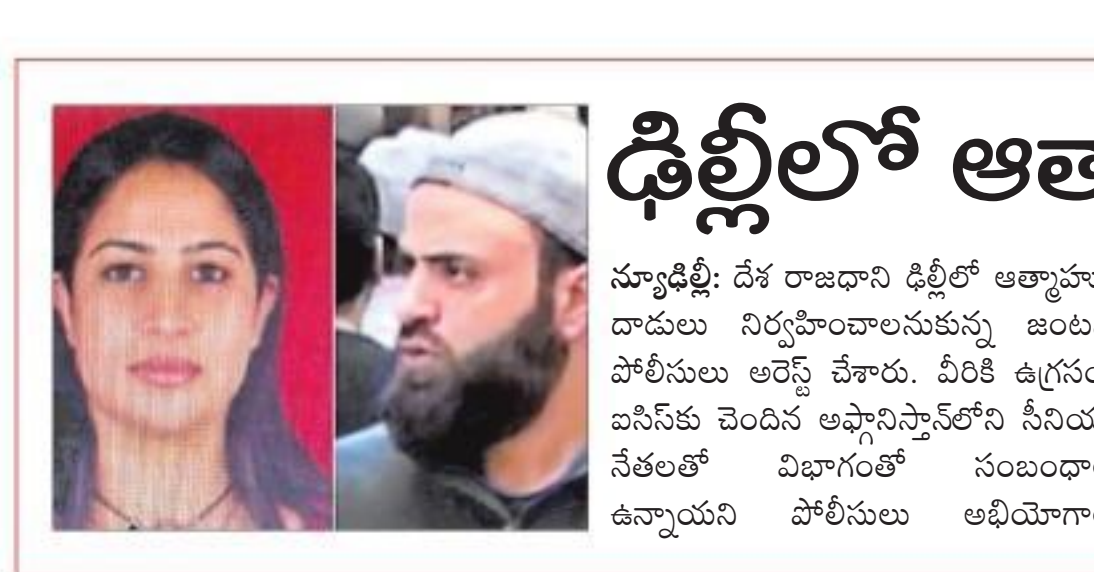 ఢిల్లీలో
న్యూఢిల్లీ: దేశ రాజధాని ఢిల్లీలో
దాడులు నిర్వహించాలనుకున్న
పోలీసులు అరెస్ట్ చేశారు. వీరికి
ఐసిస్‌కు చెందిన అఫ్గానిస్తాన్‌లోని
నేతలతో విభాగంతో
ఉన్నాయని పోలీసులు